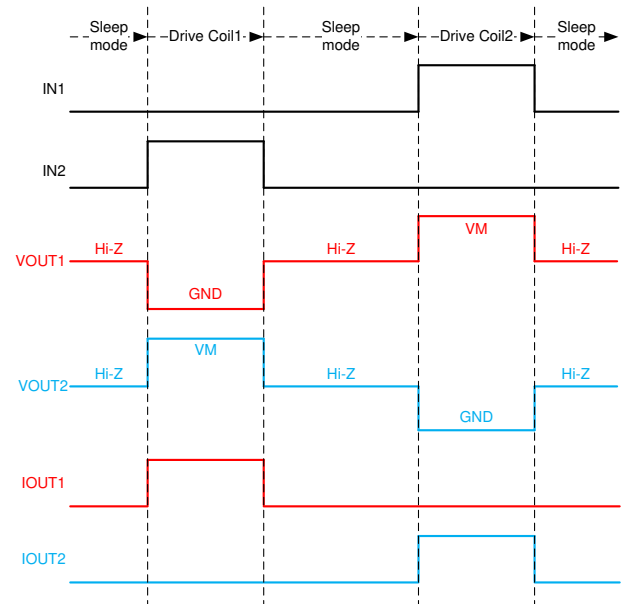 Sleep mode
Drive Coil1
Sleep mode
Drive Coil2
Sleep mode
IN1
IN2
VOUT1
Hi-Z
GND
Hi-Z
VM
Hi-Z
VOUT2
Hi-Z
VM
Hi-Z
GND
Hi-Z
IOUT1
IOUT2